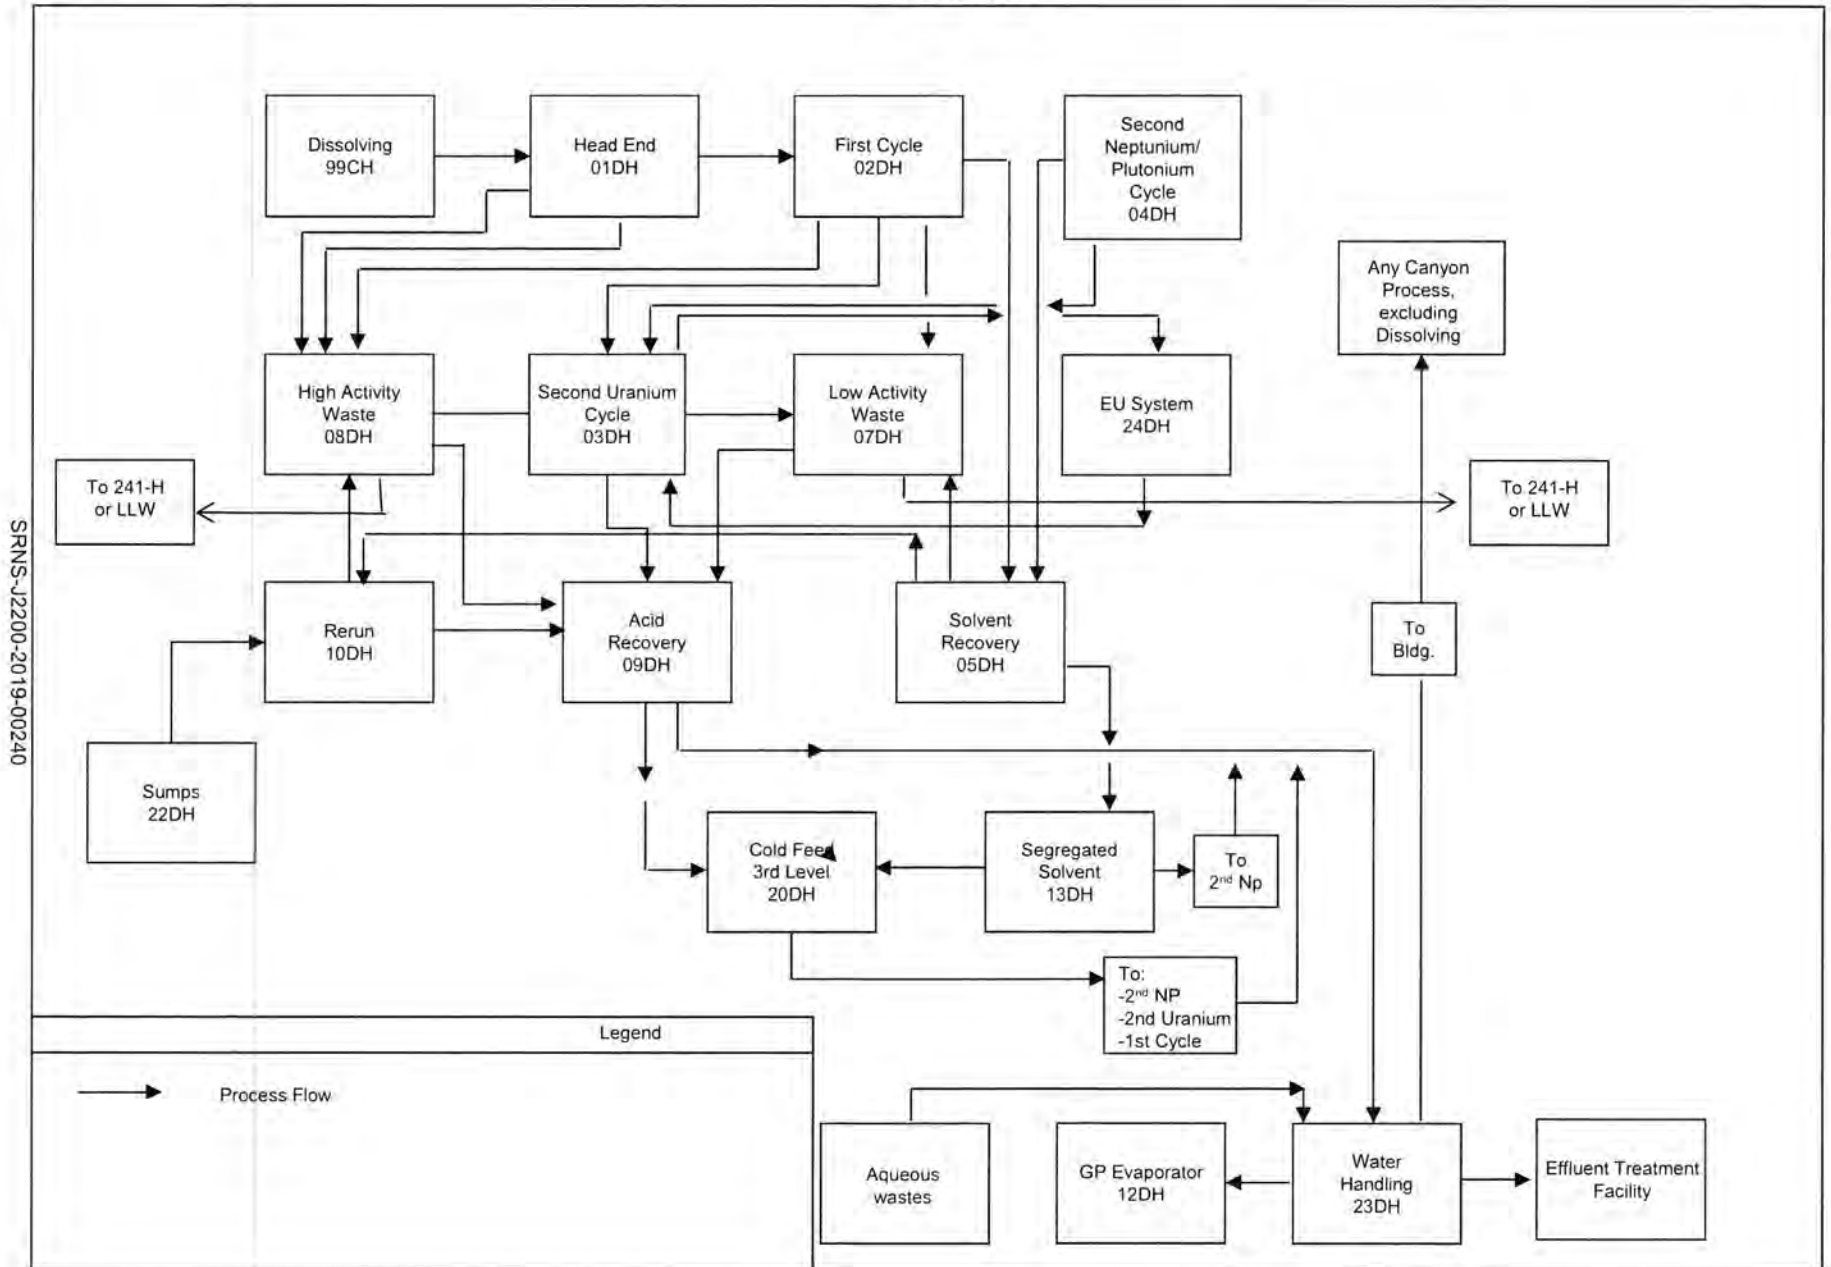 Dissolving
99CH
Head End
01DH
First Cycle
02DH
Second
Neptunium/
Plutonium
Cycle
04DH
Any Canyon
Process,
excluding
Dissolving
High Activity
Waste
08DH
Second Uranium
Cycle
03DH
Low Activity
Waste
07DH
EU System
24DH
To 241-H
or LLW
To 241-H
or LLW
SRNS-J2200-2019-00240
Rerun
10DH
Acid
Recovery
09DH
Solvent
Recovery
05DH
To
Bldg.
Sumps
22DH
Cold Feed
3rd Level
20DH
Segregated
Solvent
13DH
To
2nd Np
To:
-2nd NP
-2nd Uranium
-1st Cycle
Legend
Process Flow
Aqueous
wastes
GP Evaporator
12DH
Water
Handling
23DH
Effluent Treatment
Facility